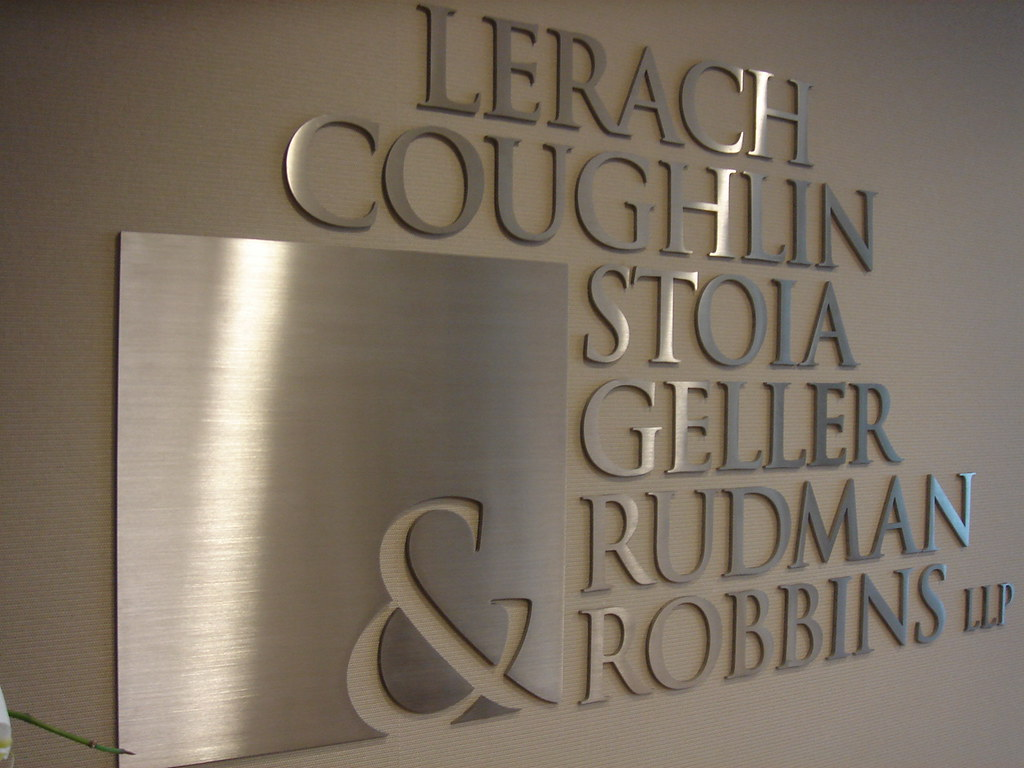 LERACH
COUGHLIN
STOIA
GELLER
RUDMAN
& ROBBINS LLP